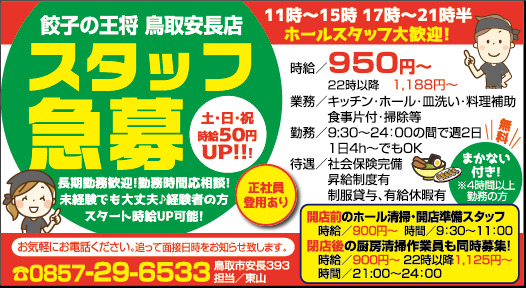 餃子の王将 鳥取安長店
スタッフ
急募
土・日・祝
時給50円
UP!!!
長期勤務歓迎!勤務時間応相談!
未経験でも大丈夫♪経験者の方
スタート時給UP可能!
正社員
登用あり
お気軽にお電話ください。追って面接日時をお知らせ致します。
☎0857-29-6533 鳥取市安長393
担当/東山
11時〜15時 17時〜21時半
ホールスタッフ大歓迎!
時給/950円〜
22時以降 1,188円〜
業務/キッチン・ホール・皿洗い・料理補助
食事片付・掃除等
勤務/9:30〜24:00の間で週2日
1日4h〜でもOK
待遇/社会保険完備
昇給制度有
制服貸与、有給休暇有
無料
まかない
付き!
※4時間以上
勤務の方
開店前のホール清掃・開店準備スタッフ
時給/900円〜 時間/9:30〜11:00
閉店後の厨房清掃作業員も同時募集!
時給/900円〜 22時以降1,125円〜
時間/21:00〜24:00